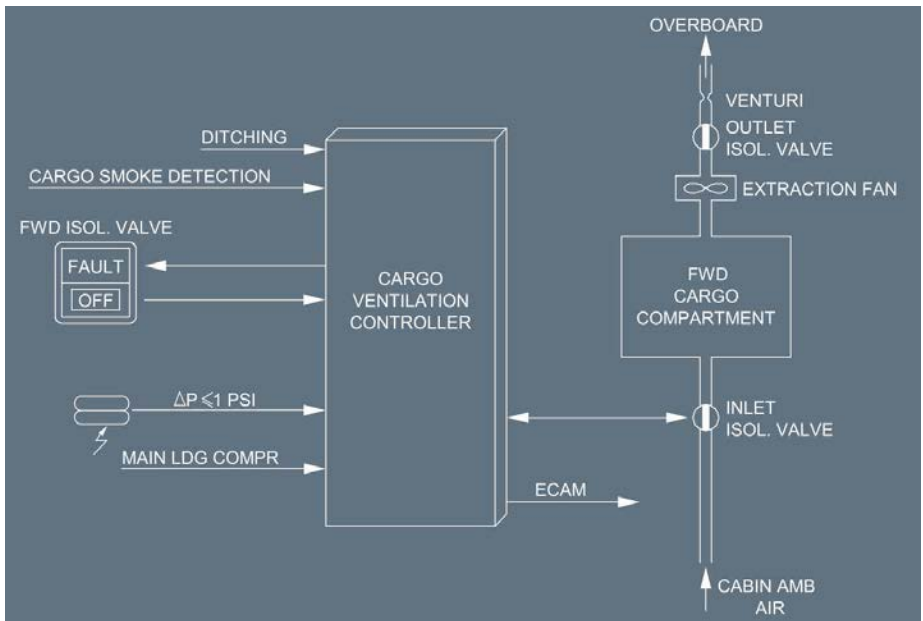 OVERBOARD
VENTURI
OUTLET
ISOL. VALVE
EXTRACTION FAN
DITCHING
CARGO SMOKE DETECTION
FWD ISOL. VALVE
FAULT
OFF
CARGO
VENTILATION
CONTROLLER
FWD
CARGO
COMPARTMENT
ΔP ⩽1 PSI
MAIN LDG COMPR
INLET
ISOL. VALVE
ECAM
CABIN AMB
AIR